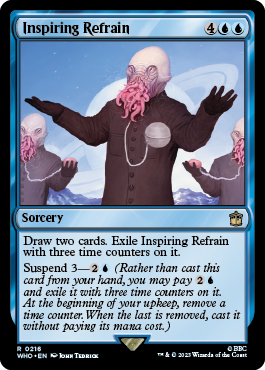 Inspiring Refrain 4
Sorcery
Draw two cards. Exile Inspiring Refrain
with three time counters on it.
Suspend 3—2 (Rather than cast this
card from your hand, you may pay 2
and exile it with three time counters on it.
At the beginning of your upkeep, remove a
time counter. When the last is removed, cast it
without paying its mana cost.)
R 0216
WHO • EN John Tedrick
© BBC
™ & © 2023 Wizards of the Coast